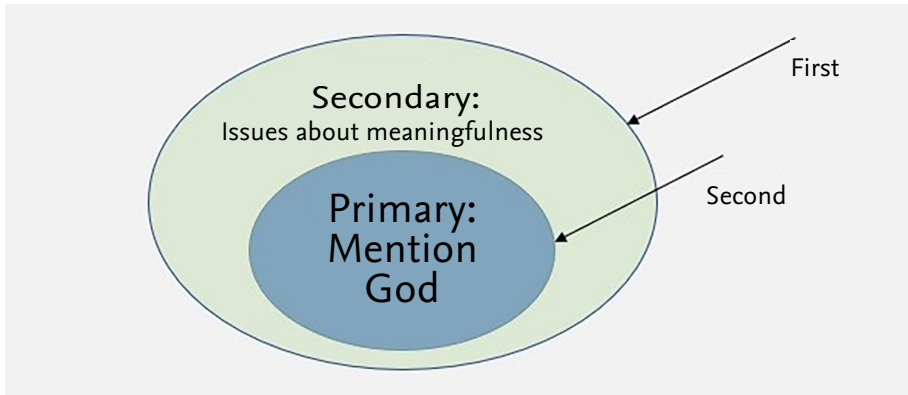 First
Secondary:
Issues about meaningfulness
Second
Primary:
Mention
God